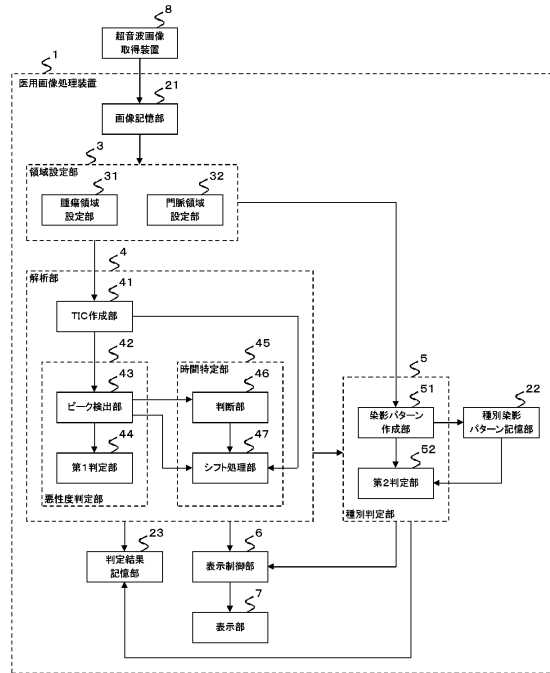 8
超音波画像
取得装置
1
医用画像処理装置
21
画像記憶部
3
領域設定部
31
腫瘍領域
設定部
32
門脈領域
設定部
4
解析部
41
TIC作成部
42
43
ピーク検出部
44
第1判定部
悪性度判定部
45
時間特定部
46
判断部
47
シフト処理部
5
51
染影パターン
作成部
52
第2判定部
種別判定部
22
種別染影
パターン記憶部
23
判定結果
記憶部
6
表示制御部
7
表示部